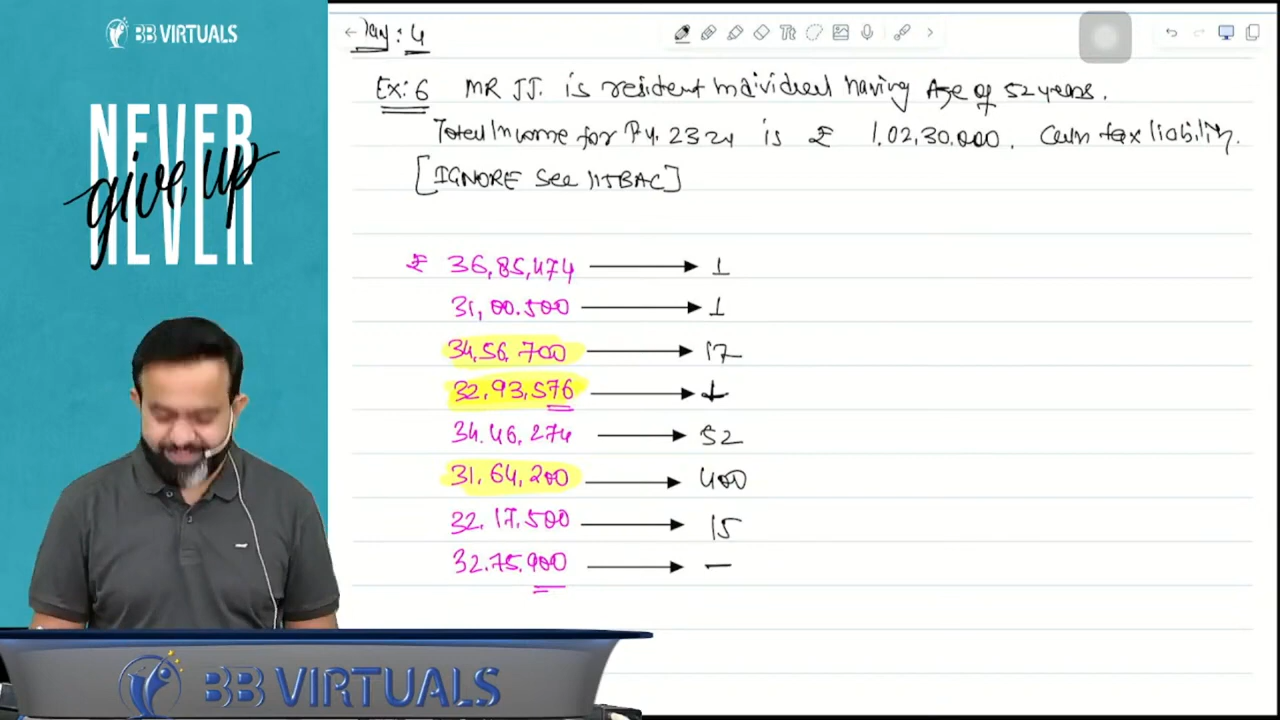 BB VIRTUALS
NEVER
give up
NEVER
Day: 4
Ex: 6 MR JJ. is resident Individual having Age of 52 years.
Total Income for P.Y. 23 24 is ₹ 1,02,30,000. Cum tax liability.
[IGNORE Sec 115BAC]
₹ 36,85,474 → 1
31,00.500 → 1
34,56,700 → 17
32,93,576 → 1
34.46,274 → 52
31,64,200 → 400
32,17,500 → 15
32.75.900 → –
BB VIRTUALS